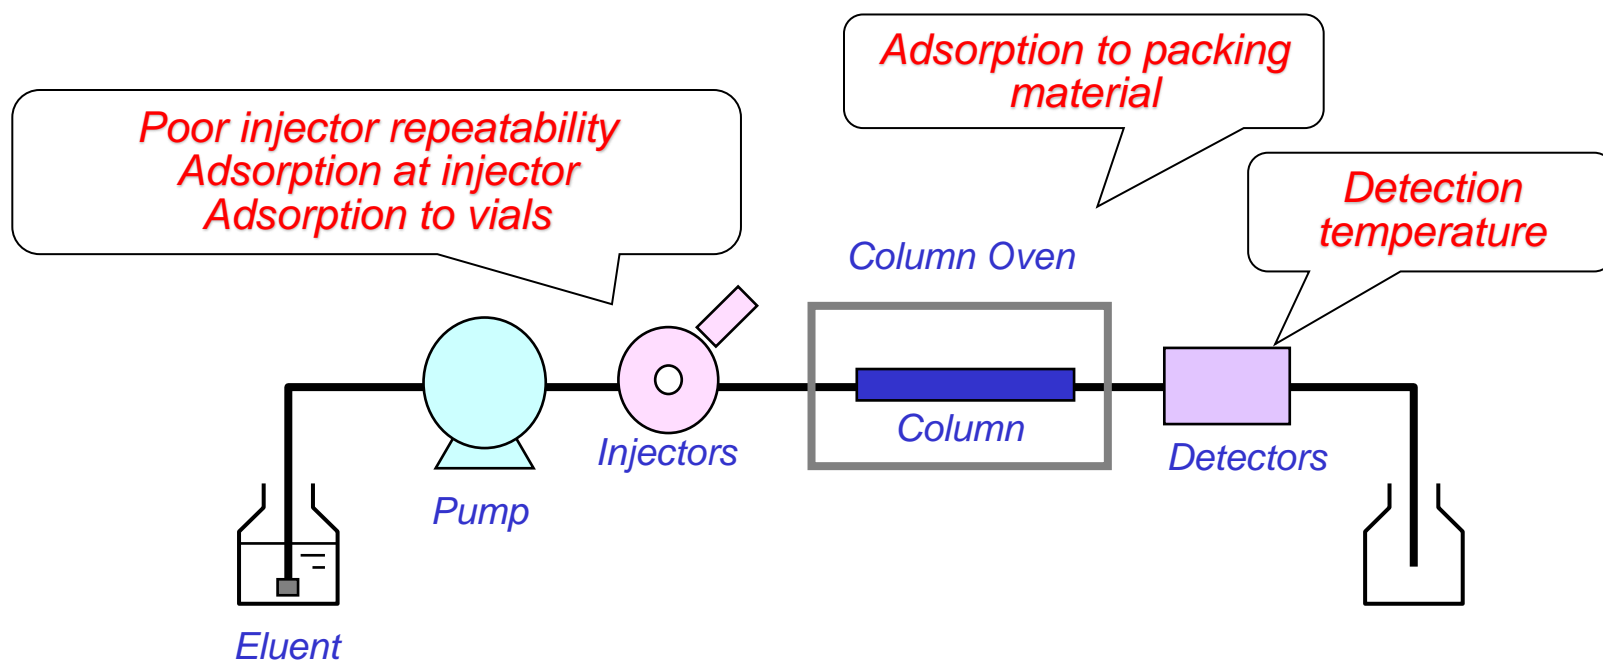 Adsorption to packing
material
Poor injector repeatability
Adsorption at injector
Adsorption to vials
Detection
temperature
Column Oven
Column
Injectors
Detectors
Pump
Eluent